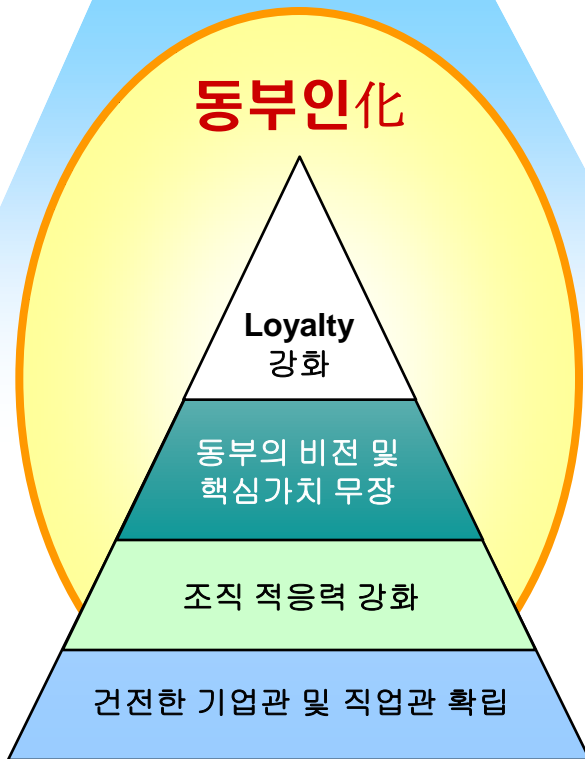 동부인化
Loyalty
강화
동부의 비전 및
핵심가치 무장
조직 적응력 강화
건전한 기업관 및 직업관 확립